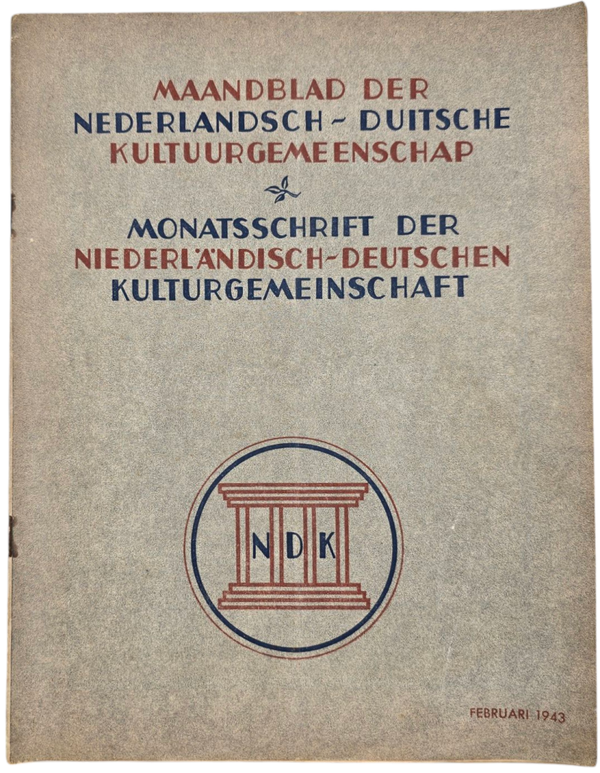 MAANDBLAD DER
NEDERLANDSCH - DUITSCHE
KULTUURGEMEENSCHAP
MONATSSCHRIFT DER
NIEDERLÄNDISCH-DEUTSCHEN
KULTURGEMEINSCHAFT
NDK
FEBRUARI 1943